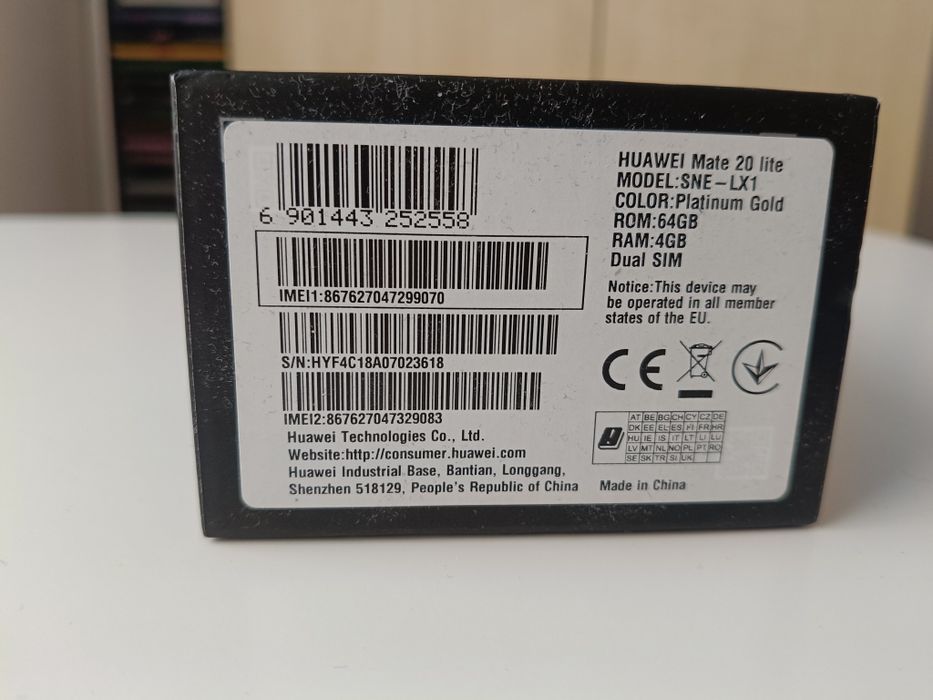 6 901443 252558
IMEI1:867627047299070
S/N:HYF4C18A07023618
IMEI2:867627047329083
Huawei Technologies Co., Ltd.
Website:http://consumer.huawei.com
Huawei Industrial Base, Bantian, Longgang,
Shenzhen 518129, People's Republic of China
HUAWEI Mate 20 lite
MODEL:SNE-LX1
COLOR:Platinum Gold
ROM:64GB
RAM:4GB
Dual SIM
Notice:This device may
be operated in all member
states of the EU.
CE
AT BE BG CH CY CZ DE
DK EE EL ES FI FR HR
HU IE IS IT LT LI LU
LV MT NL NO PL PT RO
SE SK TR SI UK
Made in China